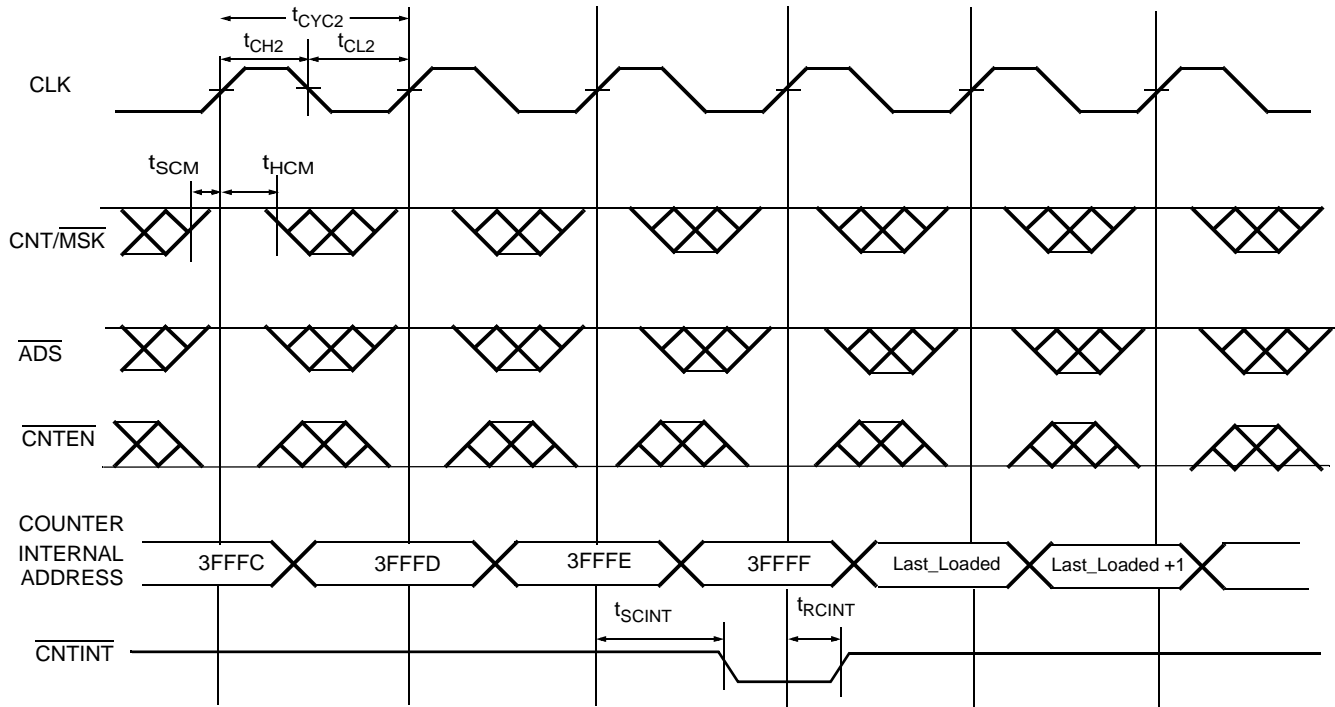 tCYC2
tCH2 tCL2
CLK
tSCM tHCM
CNT/MSK
ADS
CNTEN
COUNTER
INTERNAL
ADDRESS
3FFFC 3FFFD 3FFFE 3FFFF Last_Loaded Last_Loaded +1
tSCINT tRCINT
CNTINT